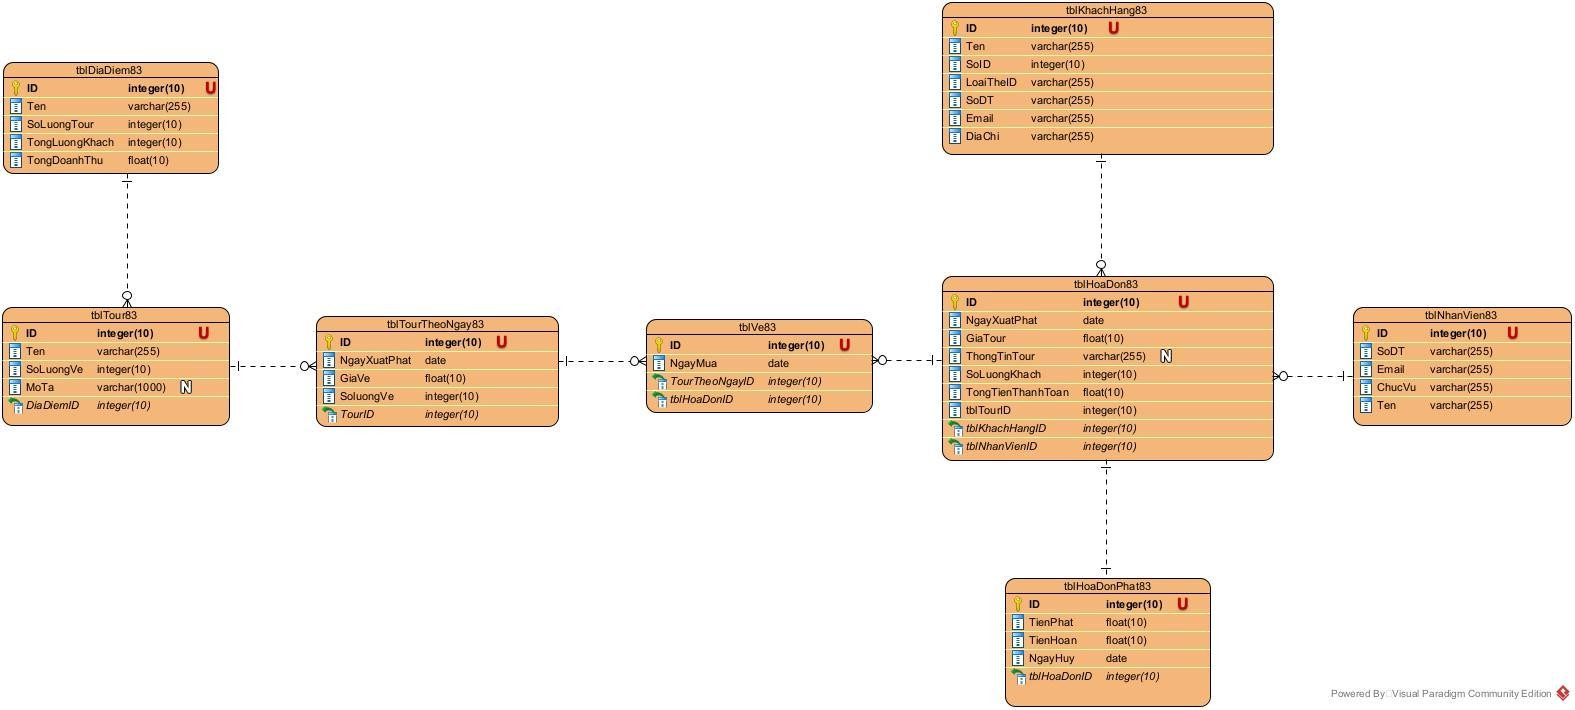 tblKhachHang83
ID integer(10) U
Ten varchar(255)
SoID integer(10)
LoaiTheID varchar(255)
SoDT varchar(255)
Email varchar(255)
DiaChi varchar(255)
tblDiaDiem83
ID integer(10) U
Ten varchar(255)
SoLuongTour integer(10)
TongLuongKhach integer(10)
TongDoanhThu float(10)
tblTour83
ID integer(10) U
Ten varchar(255)
SoLuongVe integer(10)
MoTa varchar(1000) N
DiaDiemID integer(10)
tblTourTheoNgay83
ID integer(10) U
NgayXuatPhat date
GiaVe float(10)
SoluongVe integer(10)
TourID integer(10)
tblVe83
ID integer(10) U
NgayMua date
TourTheoNgayID integer(10)
tblHoaDonID integer(10)
tblHoaDon83
ID integer(10) U
NgayXuatPhat date
GiaTour float(10)
ThongTinTour varchar(255) N
SoLuongKhach integer(10)
TongTienThanhToan float(10)
tblTourID integer(10)
tblKhachHangID integer(10)
tblNhanVienID integer(10)
tblNhanVien83
ID integer(10) U
SoDT varchar(255)
Email varchar(255)
ChucVu varchar(255)
Ten varchar(255)
tblHoaDonPhat83
ID integer(10) U
TienPhat float(10)
TienHoan float(10)
NgayHuy date
tblHoaDonID integer(10)
Powered By Visual Paradigm Community Edition